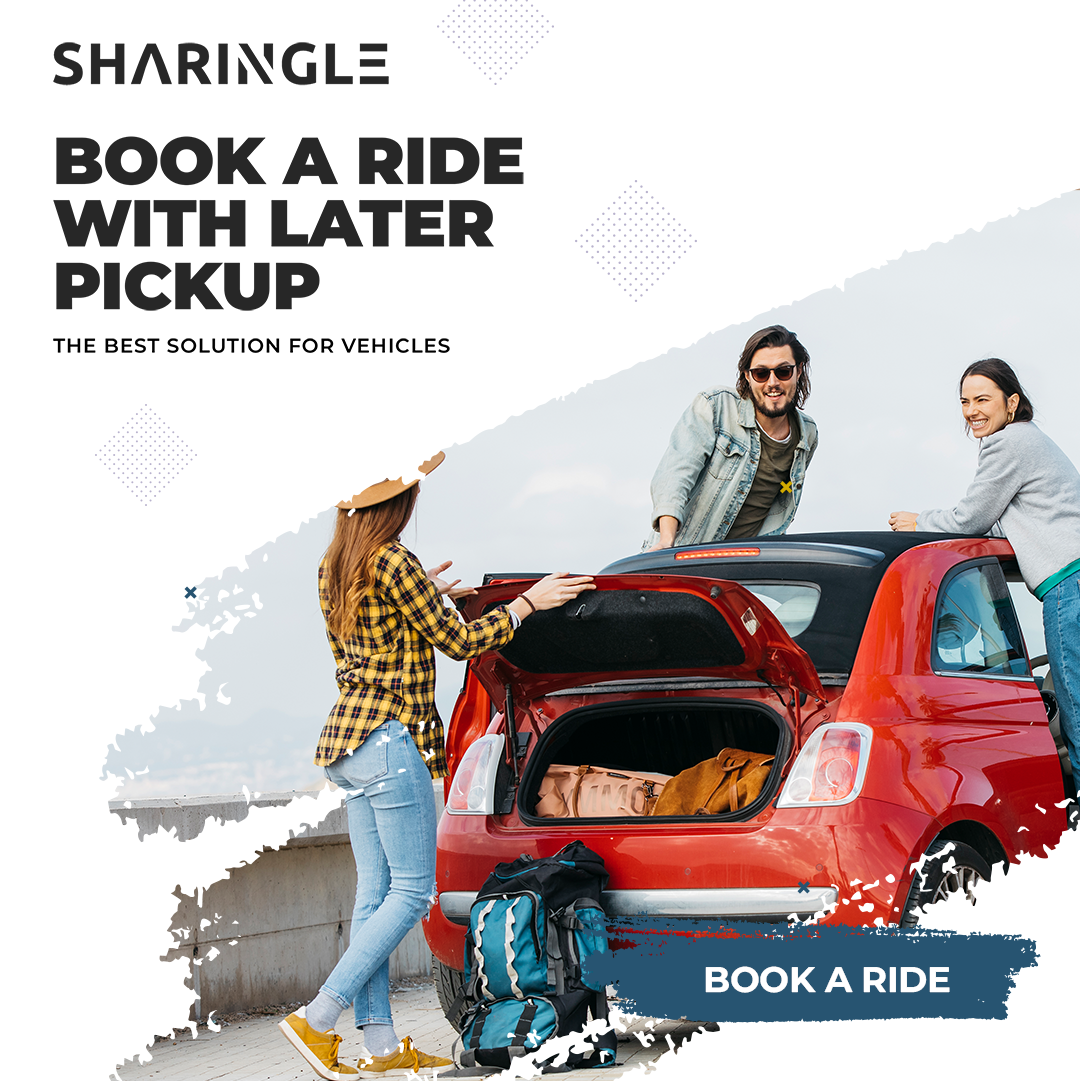 SHARINGLE
BOOK A RIDE
WITH LATER
PICKUP
THE BEST SOLUTION FOR VEHICLES
BOOK A RIDE